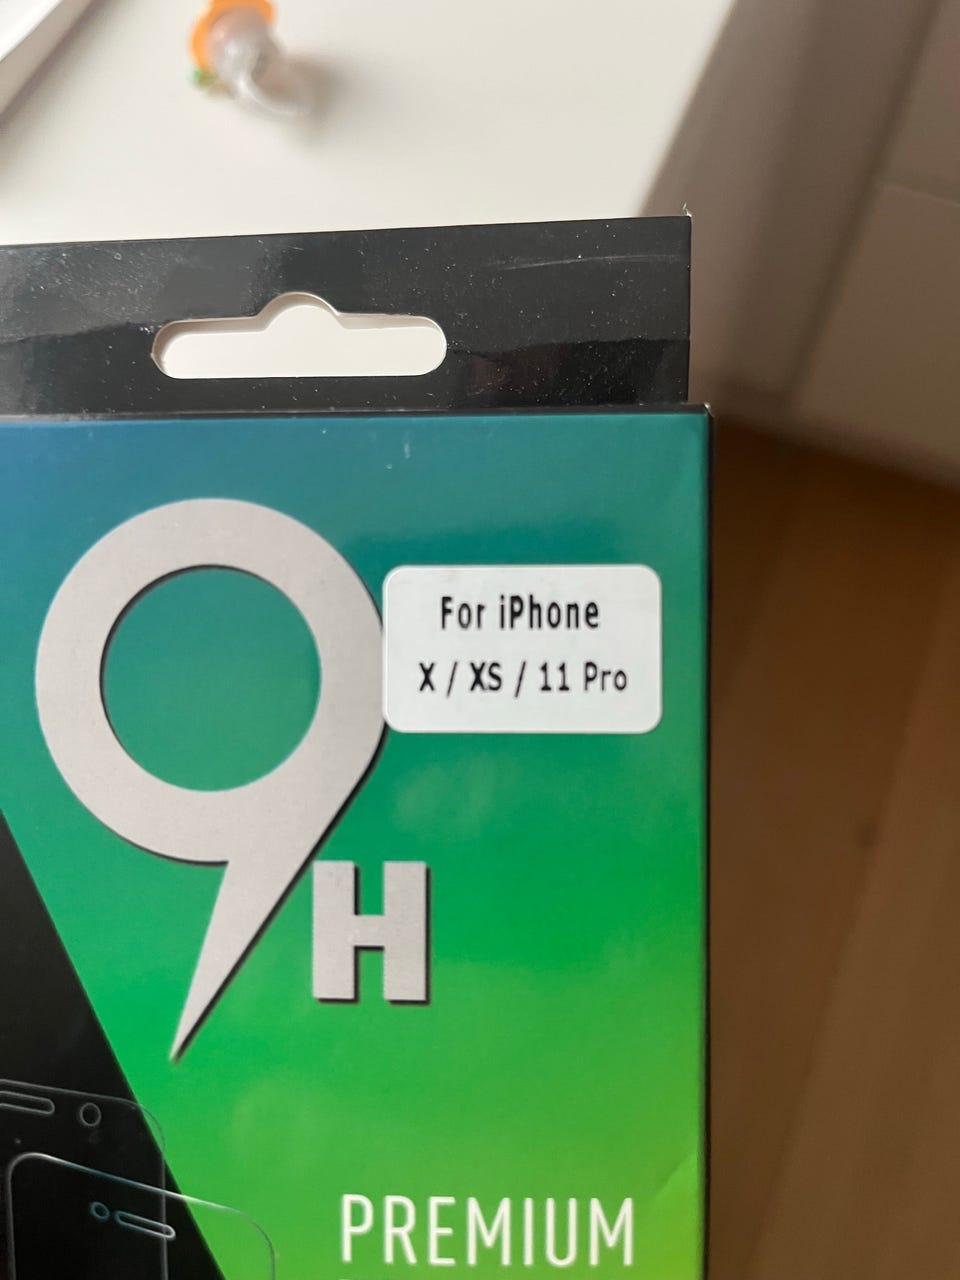 9H
For iPhone
X / XS / 11 Pro
PREMIUM